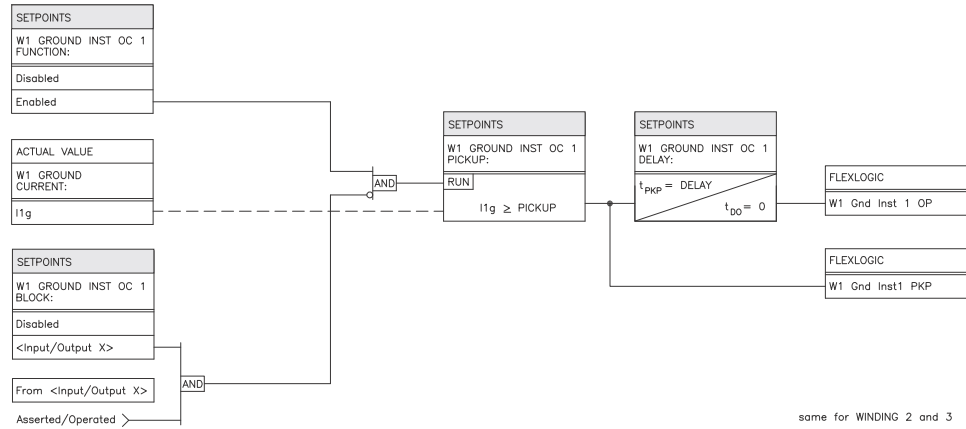 SETPOINTS
W1 GROUND INST OC 1
FUNCTION:
Disabled
Enabled
ACTUAL VALUE
W1 GROUND
CURRENT:
I1g
SETPOINTS
W1 GROUND INST OC 1
BLOCK:
Disabled
<Input/Output X>
From <Input/Output X>
Asserted/Operated
AND
AND
SETPOINTS
W1 GROUND INST OC 1
PICKUP:
RUN
I1g ≥ PICKUP
SETPOINTS
W1 GROUND INST OC 1
DELAY:
tPKP = DELAY
tDO = 0
FLEXLOGIC
W1 Gnd Inst 1 OP
FLEXLOGIC
W1 Gnd Inst1 PKP
same for WINDING 2 and 3